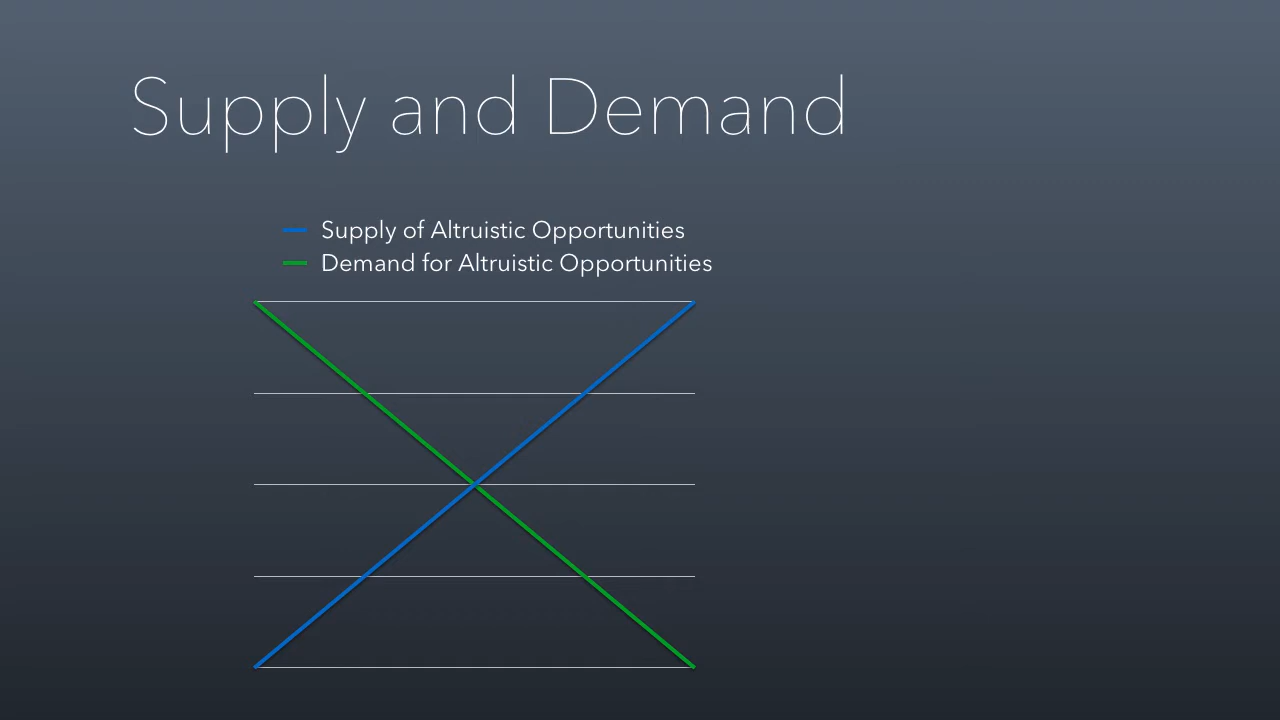 Supply and Demand
Supply of Altruistic Opportunities
Demand for Altruistic Opportunities